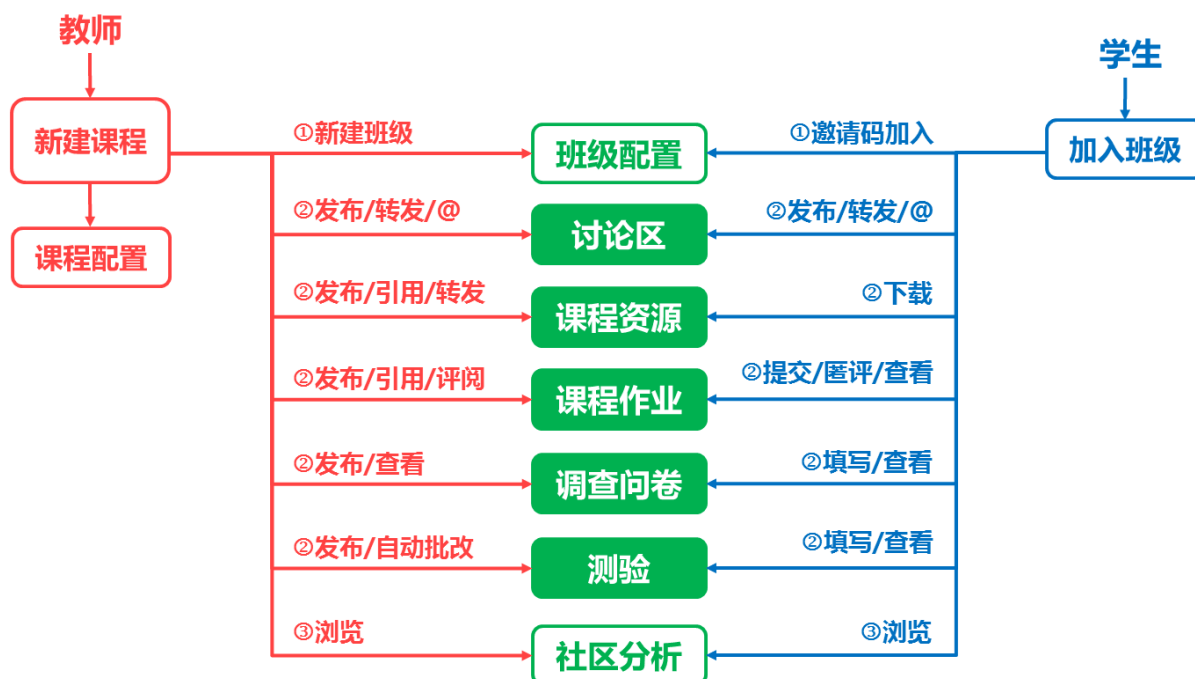 教师
学生
新建课程
①新建班级
班级配置
①邀请码加入
加入班级
课程配置
②发布/转发/@
讨论区
②发布/转发/@
②发布/引用/转发
课程资源
②下载
②发布/引用/评阅
课程作业
②提交/匿评/查看
②发布/查看
调查问卷
②填写/查看
②发布/自动批改
测验
②填写/查看
③浏览
社区分析
③浏览